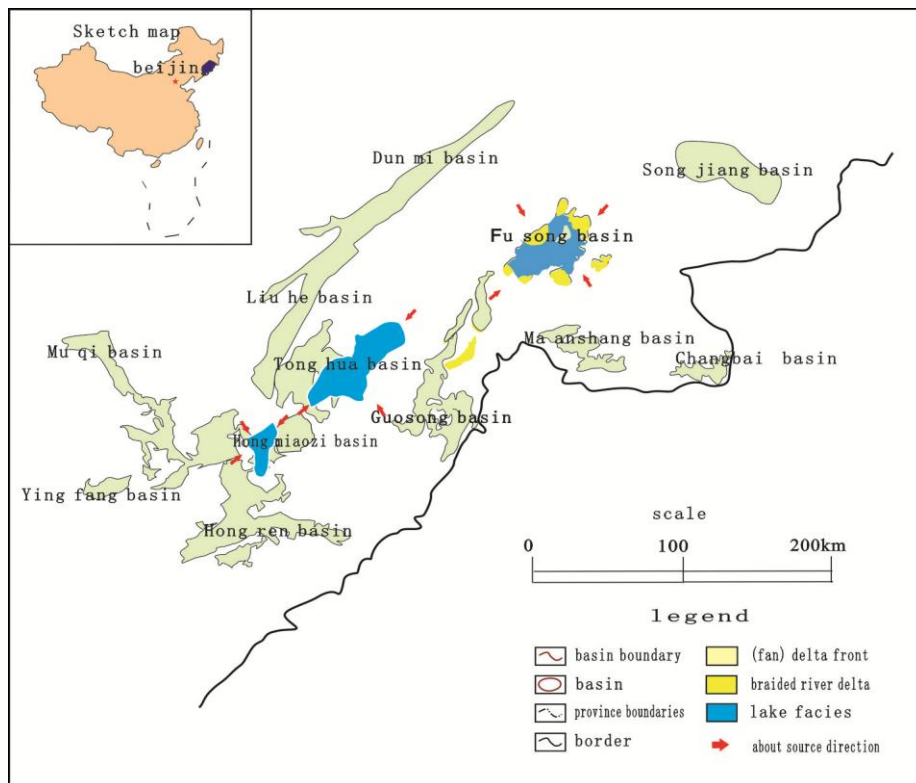 Sketch map
beijing
Dun mi basin
Song jiang basin
Fu song basin
Liu he basin
Mu qi basin
Ma anshang basin
Tong hua basin
Changbai basin
Guosong basin
Hong miaozi basin
Ying fang basin
Hong ren basin
scale
0 100 200km
legend
basin boundary
(fan) delta front
basin
braided river delta
province boundaries
lake facies
border
about source direction